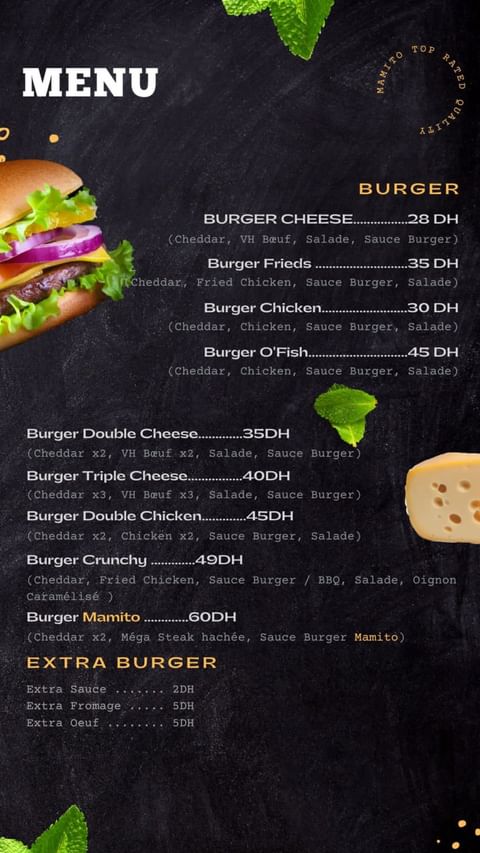 MENU
MAMITO TOP RATED QUALITY
BURGER
BURGER CHEESE................28 DH
(Cheddar, VH Bœuf, Salade, Sauce Burger)
Burger Frieds ...........................35 DH
(Cheddar, Fried Chicken, Sauce Burger, Salade)
Burger Chicken.........................30 DH
(Cheddar, Chicken, Sauce Burger, Salade)
Burger O'Fish.............................45 DH
(Cheddar, Chicken, Sauce Burger, Salade)
Burger Double Cheese.............35DH
(Cheddar x2, VH Bœuf x2, Salade, Sauce Burger)
Burger Triple Cheese................40DH
(Cheddar x3, VH Bœuf x3, Salade, Sauce Burger)
Burger Double Chicken.............45DH
(Cheddar x2, Chicken x2, Sauce Burger, Salade)
Burger Crunchy .............49DH
(Cheddar, Fried Chicken, Sauce Burger / BBQ, Salade, Oignon
Caramélisé )
Burger Mamito .............60DH
(Cheddar x2, Méga Steak hachée, Sauce Burger Mamito)
EXTRA BURGER
Extra Sauce ....... 2DH
Extra Fromage ..... 5DH
Extra Oeuf ........ 5DH